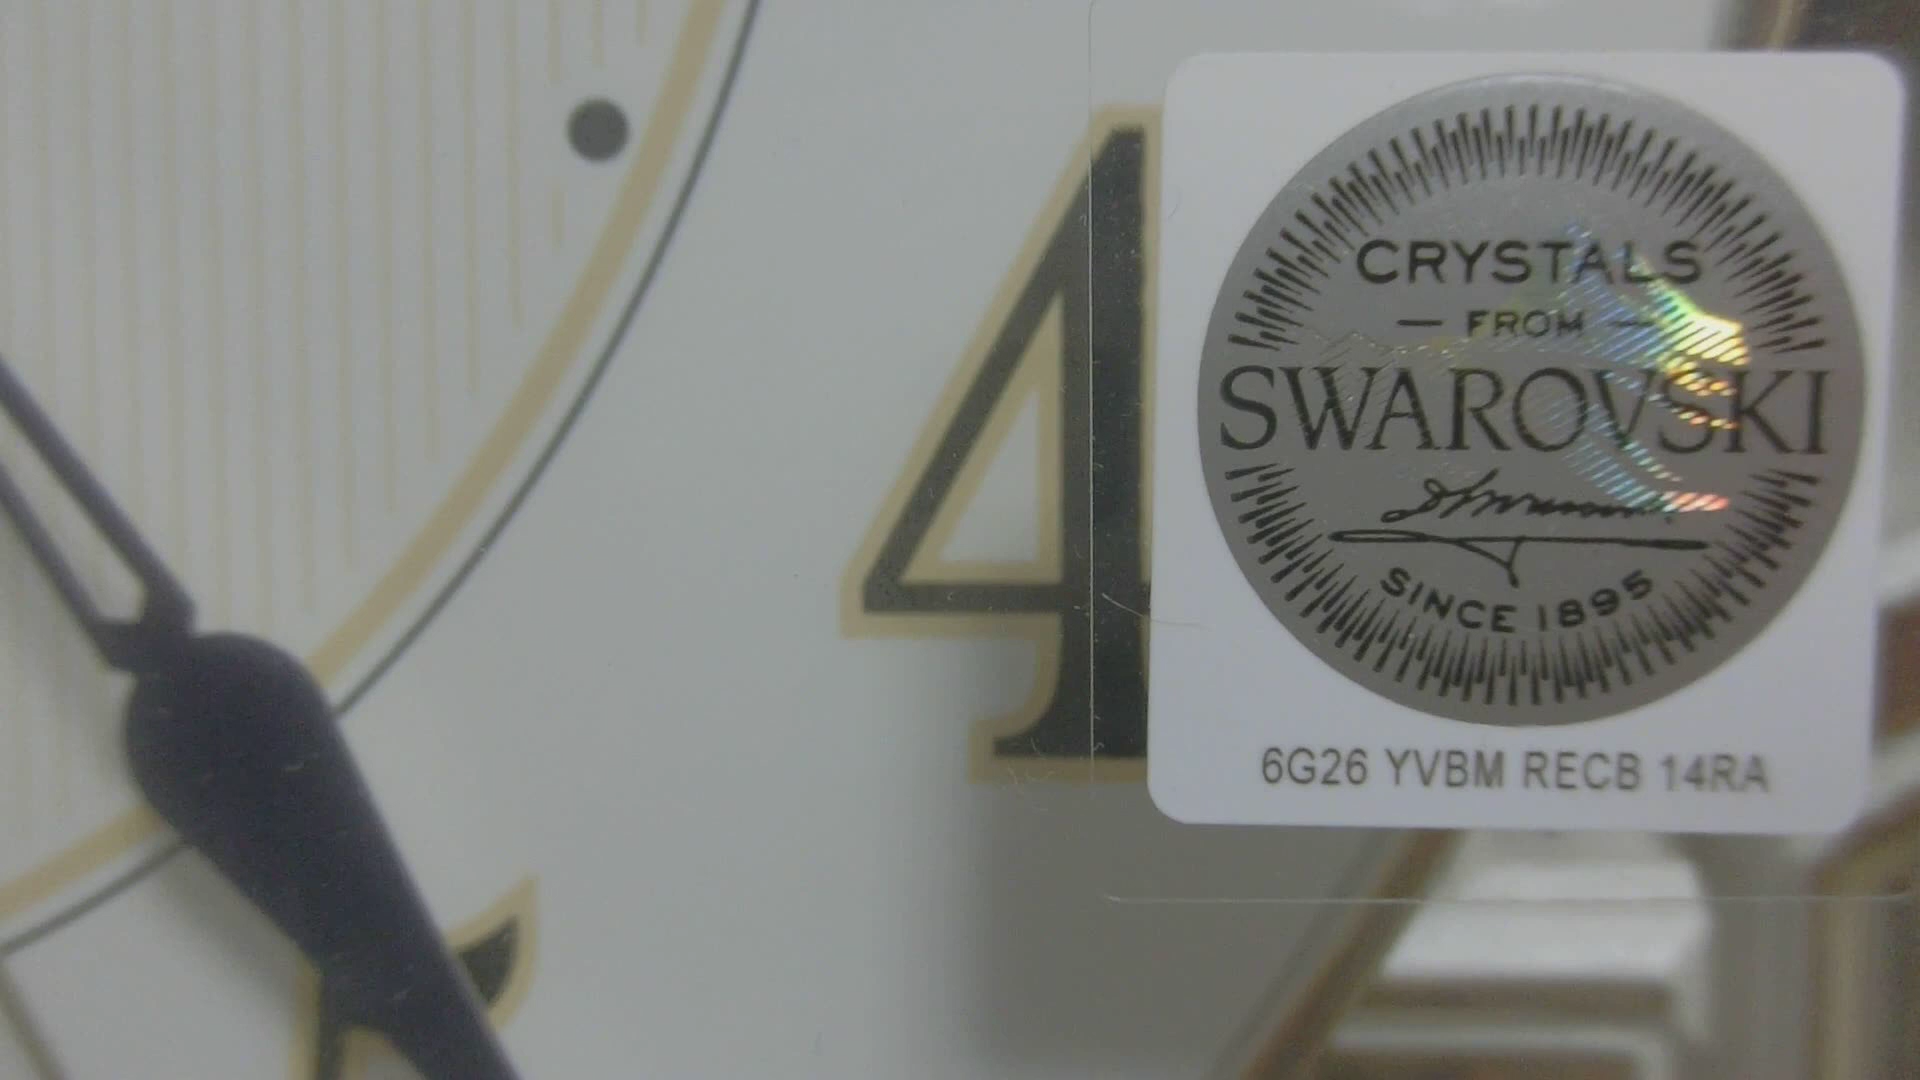 4
CRYSTALS
— FROM —
SWAROVSKI
SINCE 1895
6G26 YVBM RECB 14RA